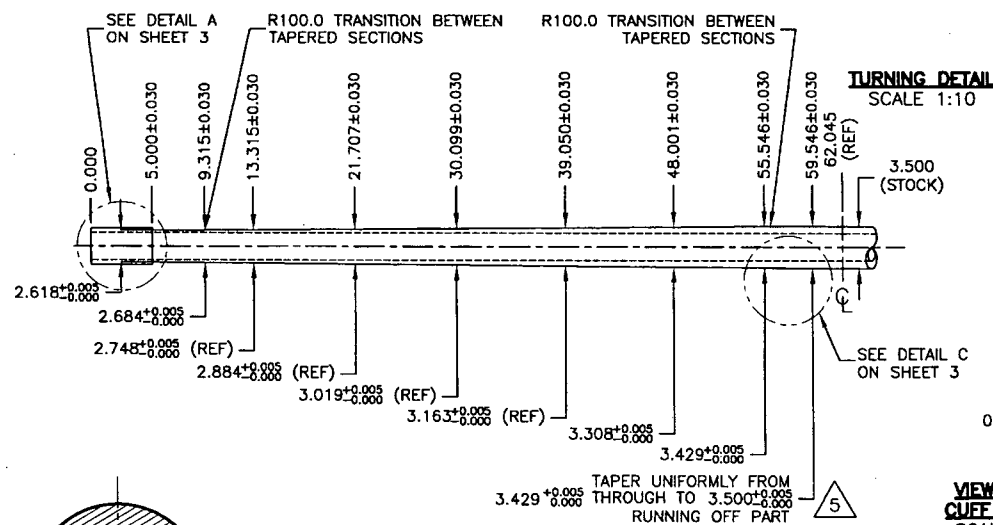 SEE DETAIL A
ON SHEET 3
R100.0 TRANSITION BETWEEN
TAPERED SECTIONS
R100.0 TRANSITION BETWEEN
TAPERED SECTIONS
TURNING DETAIL
SCALE 1:10
0.000
5.000±0.030
9.315±0.030
13.315±0.030
21.707±0.030
30.099±0.030
39.050±0.030
48.001±0.030
55.546±0.030
59.546±0.030
62.045
(REF)
3.500
(STOCK)
2.618+0.005-0.000
2.684+0.005-0.000
2.748+0.005-0.000 (REF)
2.884+0.005-0.000 (REF)
3.019+0.005-0.000 (REF)
3.163+0.005-0.000 (REF)
3.308+0.005-0.000
3.429+0.005-0.000
℄
SEE DETAIL C
ON SHEET 3
0
TAPER UNIFORMLY FROM
3.429 +0.005 0.000 THROUGH TO 3.500+0.005-0.000
RUNNING OFF PART
5
VIEW
CUFF